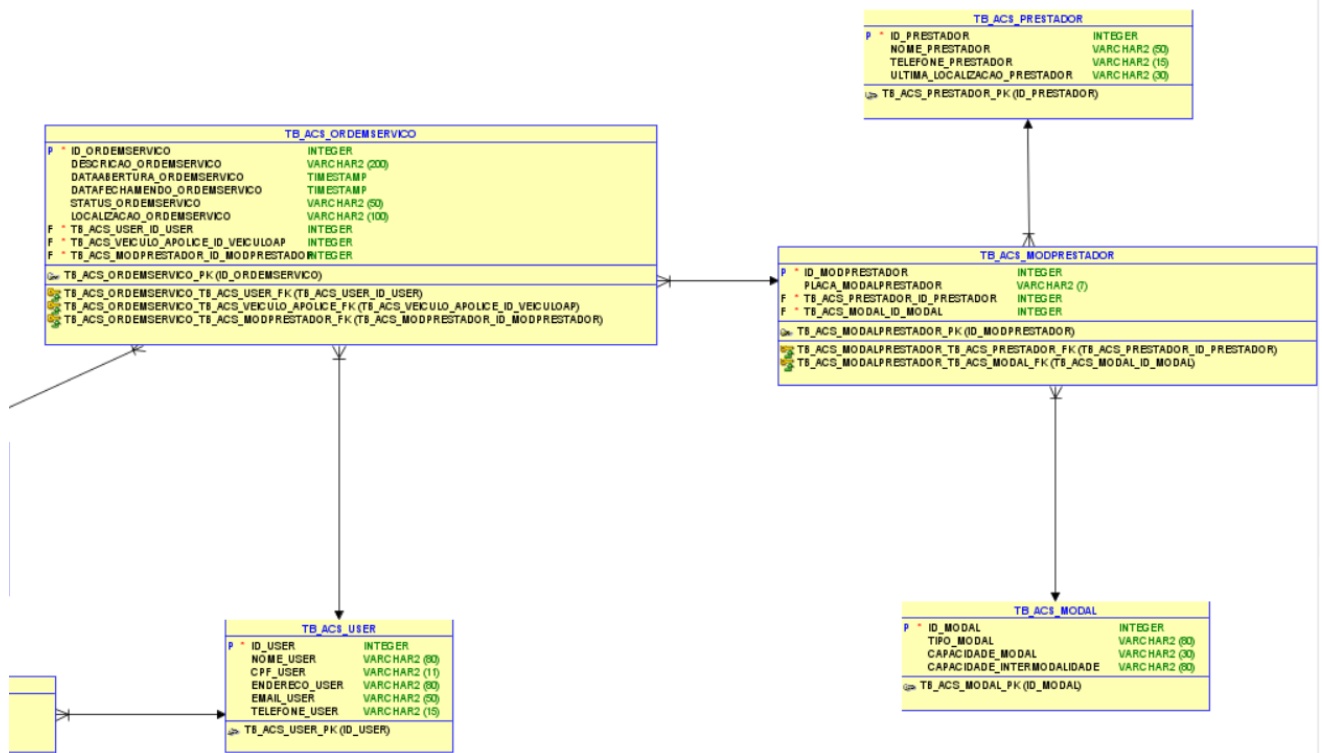 TB_ACS_PRESTADOR
P * ID_PRESTADOR INTEGER
NOME_PRESTADOR VARCHAR2 (50)
TELEFONE_PRESTADOR VARCHAR2 (15)
ULTIMA_LOCALIZACAO_PRESTADOR VARCHAR2 (30)
TB_ACS_PRESTADOR_PK (ID_PRESTADOR)
TB_ACS_ORDEMSERVICO
P * ID_ORDEMSERVICO INTEGER
DESCRICAO_ORDEMSERVICO VARCHAR2 (200)
DATAABERTURA_ORDEMSERVICO TIMESTAMP
DATAFECHAMENDO_ORDEMSERVICO TIMESTAMP
STATUS_ORDEMSERVICO VARCHAR2 (50)
LOCALIZACAO_ORDEMSERVICO VARCHAR2 (100)
F * TB_ACS_USER_ID_USER INTEGER
F * TB_ACS_VEICULO_APOLICE_ID_VEICULOAP INTEGER
F * TB_ACS_MODPRESTADOR_ID_MODPRESTADOR INTEGER
TB_ACS_ORDEMSERVICO_PK (ID_ORDEMSERVICO)
TB_ACS_ORDEMSERVICO_TB_ACS_USER_FK (TB_ACS_USER_ID_USER)
TB_ACS_ORDEMSERVICO_TB_ACS_VEICULO_APOLICE_FK (TB_ACS_VEICULO_APOLICE_ID_VEICULOAP)
TB_ACS_ORDEMSERVICO_TB_ACS_MODPRESTADOR_FK (TB_ACS_MODPRESTADOR_ID_MODPRESTADOR)
TB_ACS_MODPRESTADOR
P * ID_MODPRESTADOR INTEGER
PLACA_MODALPRESTADOR VARCHAR2 (7)
F * TB_ACS_PRESTADOR_ID_PRESTADOR INTEGER
F * TB_ACS_MODAL_ID_MODAL INTEGER
TB_ACS_MODALPRESTADOR_PK (ID_MODPRESTADOR)
TB_ACS_MODALPRESTADOR_TB_ACS_PRESTADOR_FK (TB_ACS_PRESTADOR_ID_PRESTADOR)
TB_ACS_MODALPRESTADOR_TB_ACS_MODAL_FK (TB_ACS_MODAL_ID_MODAL)
TB_ACS_USER
P * ID_USER INTEGER
NOME_USER VARCHAR2 (80)
CPF_USER VARCHAR2 (11)
ENDERECO_USER VARCHAR2 (80)
EMAIL_USER VARCHAR2 (50)
TELEFONE_USER VARCHAR2 (15)
TB_ACS_USER_PK (ID_USER)
TB_ACS_MODAL
P * ID_MODAL INTEGER
TIPO_MODAL VARCHAR2 (80)
CAPACIDADE_MODAL VARCHAR2 (30)
CAPACIDADE_INTERMODALIDADE VARCHAR2 (80)
TB_ACS_MODAL_PK (ID_MODAL)